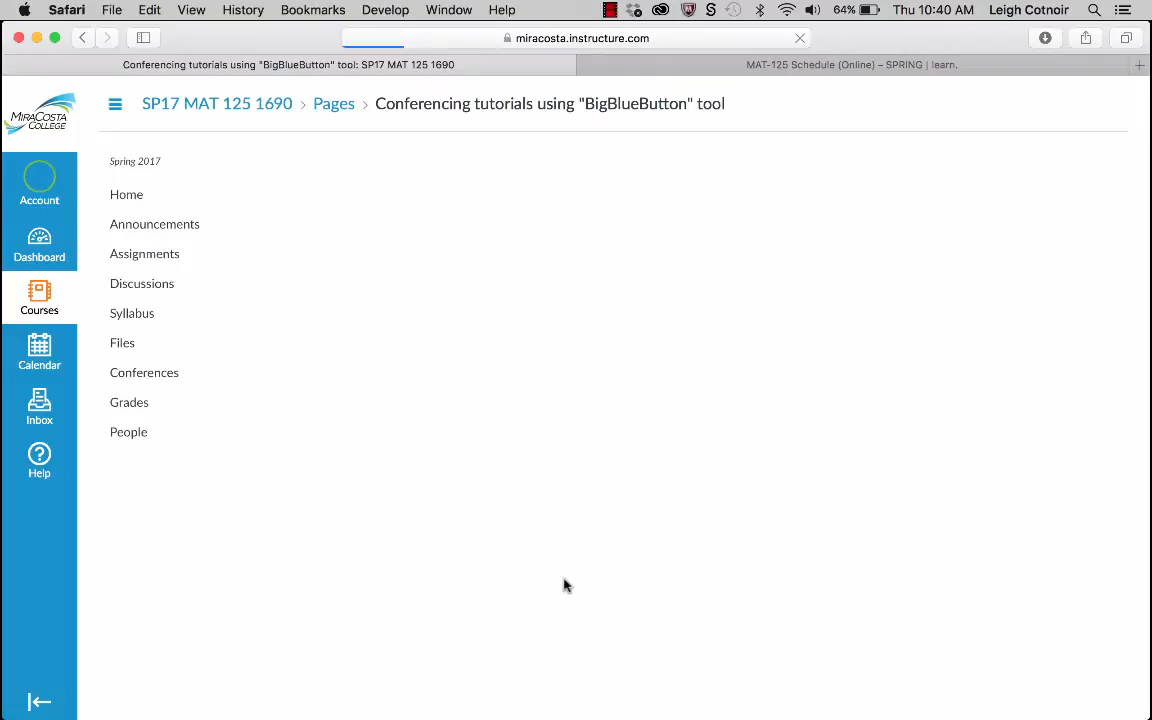 Safari File Edit View History Bookmarks Develop Window Help S 64% Thu 10:40 AM Leigh Cotnoir
miracosta.instructure.com
Conferencing tutorials using "BigBlueButton" tool: SP17 MAT 125 1690
MAT-125 Schedule (Online) – SPRING | learn.
MIRACOSTA
COLLEGE
SP17 MAT 125 1690 > Pages > Conferencing tutorials using "BigBlueButton" tool
Account
Dashboard
Courses
Calendar
Inbox
Help
Spring 2017
Home
Announcements
Assignments
Discussions
Syllabus
Files
Conferences
Grades
People